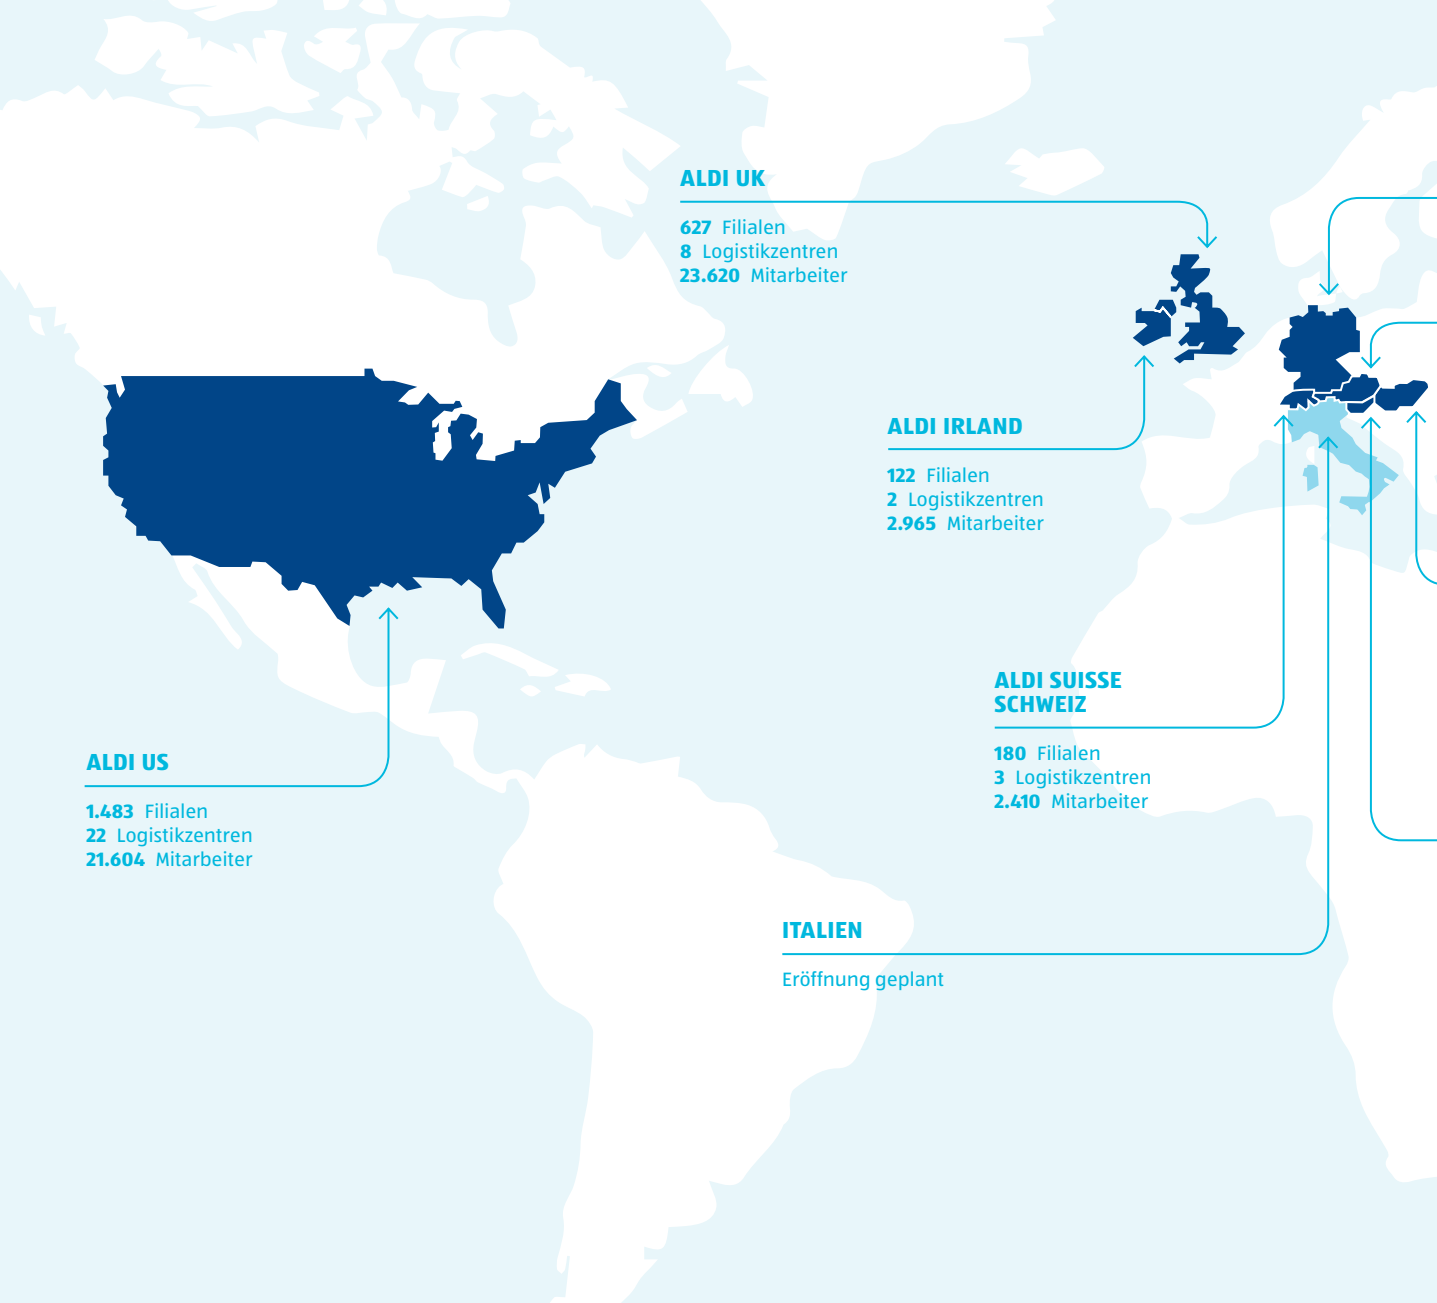 ALDI UK
627 Filialen
8 Logistikzentren
23.620 Mitarbeiter
ALDI IRLAND
122 Filialen
2 Logistikzentren
2.965 Mitarbeiter
ALDI SUISSE
SCHWEIZ
180 Filialen
3 Logistikzentren
2.410 Mitarbeiter
ALDI US
1.483 Filialen
22 Logistikzentren
21.604 Mitarbeiter
ITALIEN
Eröffnung geplant